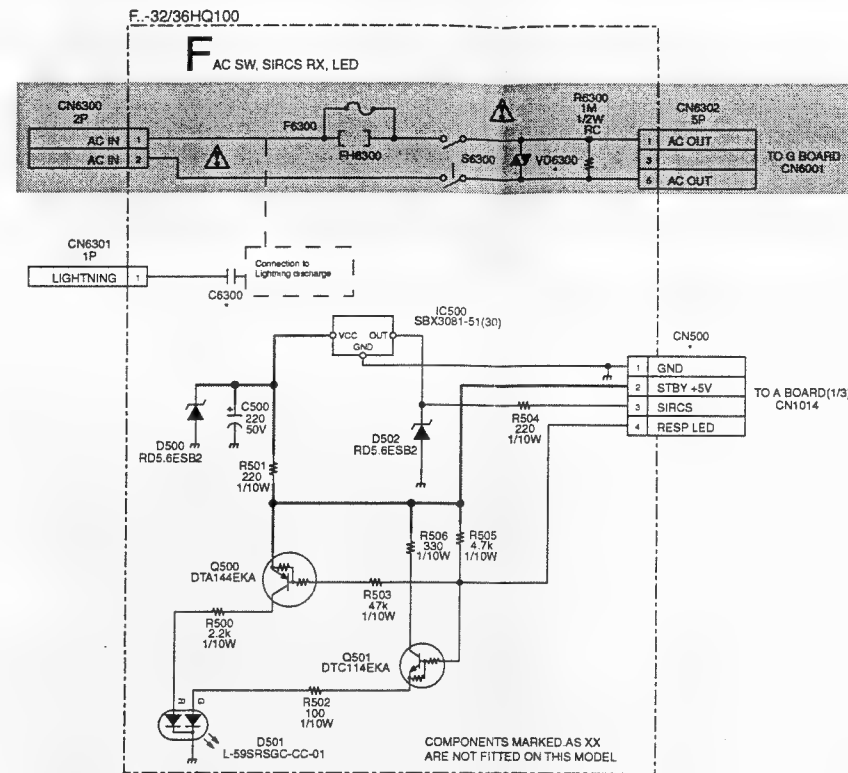 F..-32/36HQ100
F AC SW, SIRCS RX, LED
CN6300
2P
AC IN 1
AC IN 2
F6300
FH6300
S6300
VD6300
R6300
1M
1/2W
RC
CN6302
5P
1 AC OUT
3
5 AC OUT
TO G BOARD
CN6001
CN6301
1P
LIGHTNING 1
C6300
*
Connection to
Lightning discharge
IC500
SBX3081-51(30)
VCC OUT
GND
CN500
*
1 GND
2 STBY +5V
3 SIRCS
4 RESP LED
TO A BOARD(1/3)
CN1014
D500
RD5.6ESB2
+
C500
220
50V
D502
RD5.6ESB2
R504
220
1/10W
R501
220
1/10W
R506
330
1/10W
R505
4.7k
1/10W
Q500
DTA144EKA
R503
47k
1/10W
R500
2.2k
1/10W
Q501
DTC114EKA
R502
100
1/10W
R G
D501
L-59SRSGC-CC-01
COMPONENTS MARKED AS XX
ARE NOT FITTED ON THIS MODEL